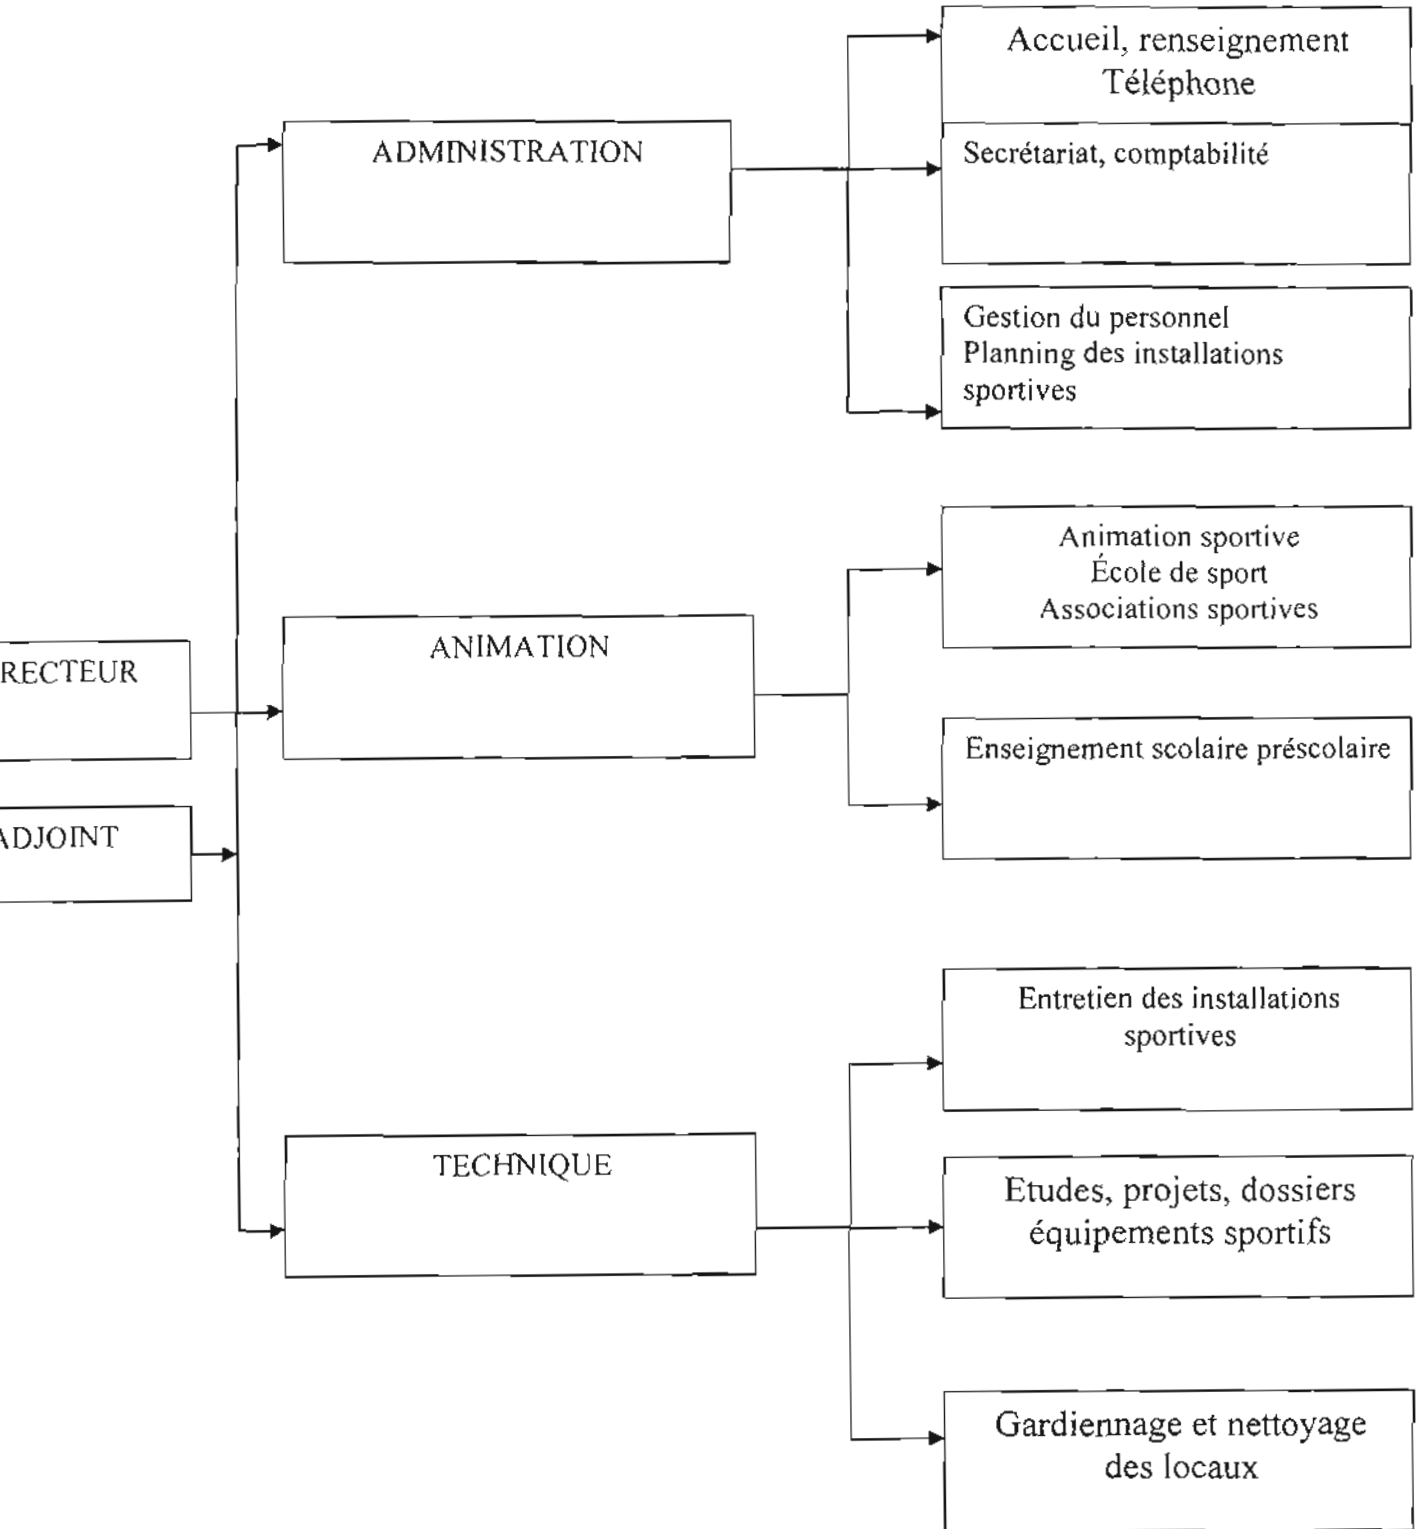 Accueil, renseignement
Téléphone
ADMINISTRATION
Secrétariat, comptabilité
Gestion du personnel
Planning des installations
sportives
Animation sportive
École de sport
Associations sportives
ANIMATION
RECTEUR
Enseignement scolaire préscolaire
ADJOINT
Entretien des installations
sportives
TECHNIQUE
Etudes, projets, dossiers
équipements sportifs
Gardiennage et nettoyage
des locaux